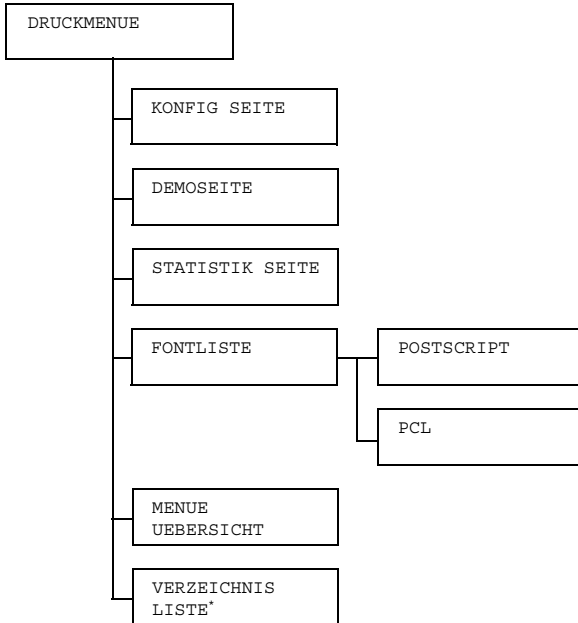 DRUCKMENUE
KONFIG SEITE
DEMOSEITE
STATISTIK SEITE
FONTLISTE
POSTSCRIPT
PCL
MENUE
UEBERSICHT
VERZEICHNIS
LISTE*